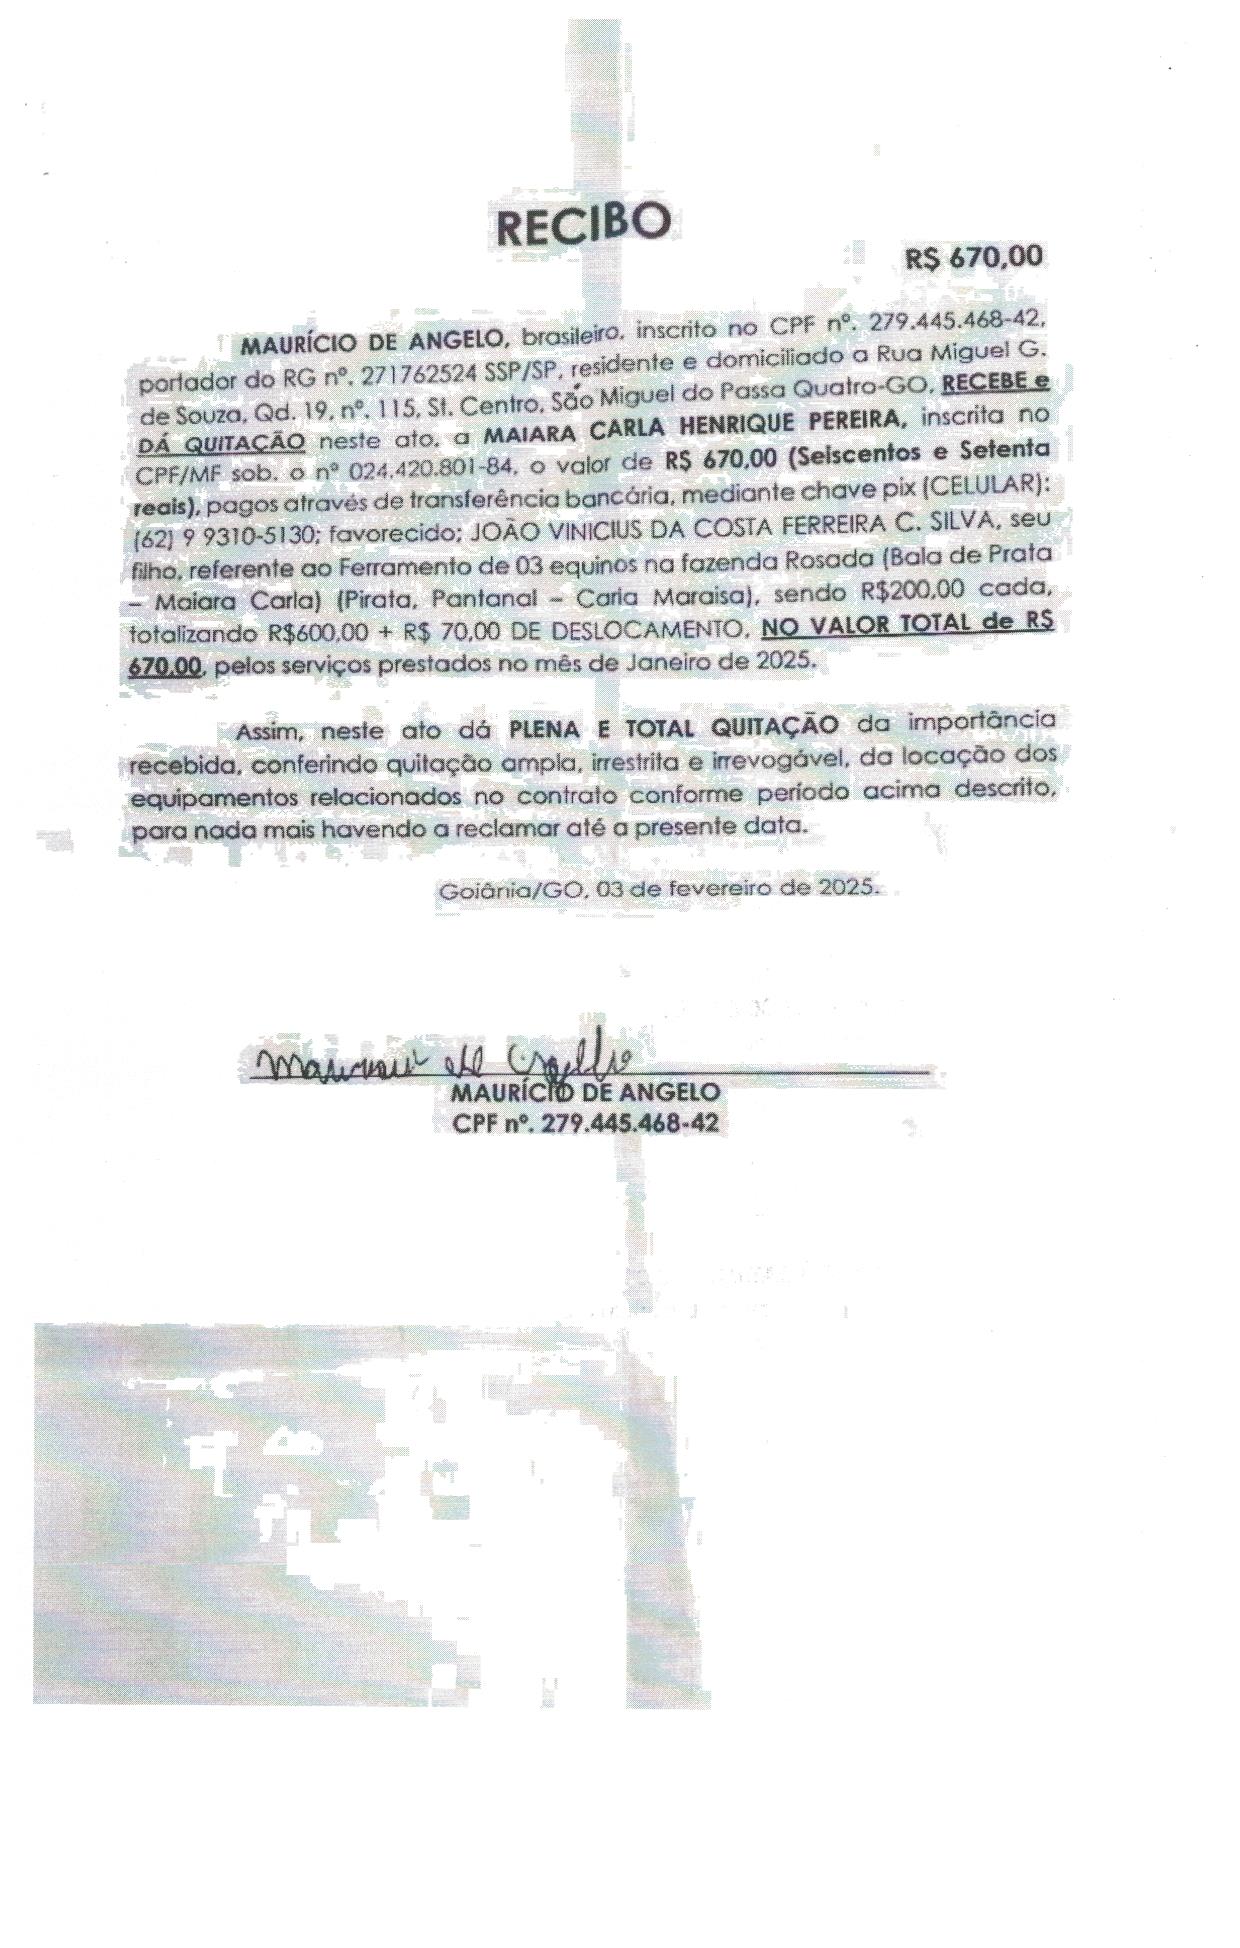 RECIBO
R$ 670,00
MAURÍCIO DE ANGELO, brasileiro, inscrito no CPF nº. 279.445.468-42,
portador do RG nº. 271762524 SSP/SP, residente e domiciliado a Rua Miguel G.
de Souza, Qd. 19, nº. 115, St. Centro, São Miguel do Passa Quatro-GO, RECEBE e
DÁ QUITAÇÃO neste ato, a MAIARA CARLA HENRIQUE PEREIRA, inscrita no
CPF/MF sob. o nº 024.420.801-84, o valor de R$ 670,00 (Seiscentos e Setenta
reais), pagos através de transferência bancária, mediante chave pix (CELULAR):
(62) 9 9310-5130; favorecido; JOÃO VINICIUS DA COSTA FERREIRA C. SILVA, seu
filho, referente ao Ferramento de 03 equinos na fazenda Rosada (Bala de Prata
– Maiara Carla) (Pirata, Pantanal – Carla Maraisa), sendo R$200,00 cada,
totalizando R$600,00 + R$ 70,00 DE DESLOCAMENTO, NO VALOR TOTAL de R$
670,00, pelos serviços prestados no mês de Janeiro de 2025.
Assim, neste ato dá PLENA E TOTAL QUITAÇÃO da importância
recebida, conferindo quitação ampla, irrestrita e irrevogável, da locação dos
equipamentos relacionados no contrato conforme período acima descrito,
para nada mais havendo a reclamar até a presente data.
Goiânia/GO, 03 de fevereiro de 2025.
MAURÍCIO DE ANGELO
CPF nº. 279.445.468-42